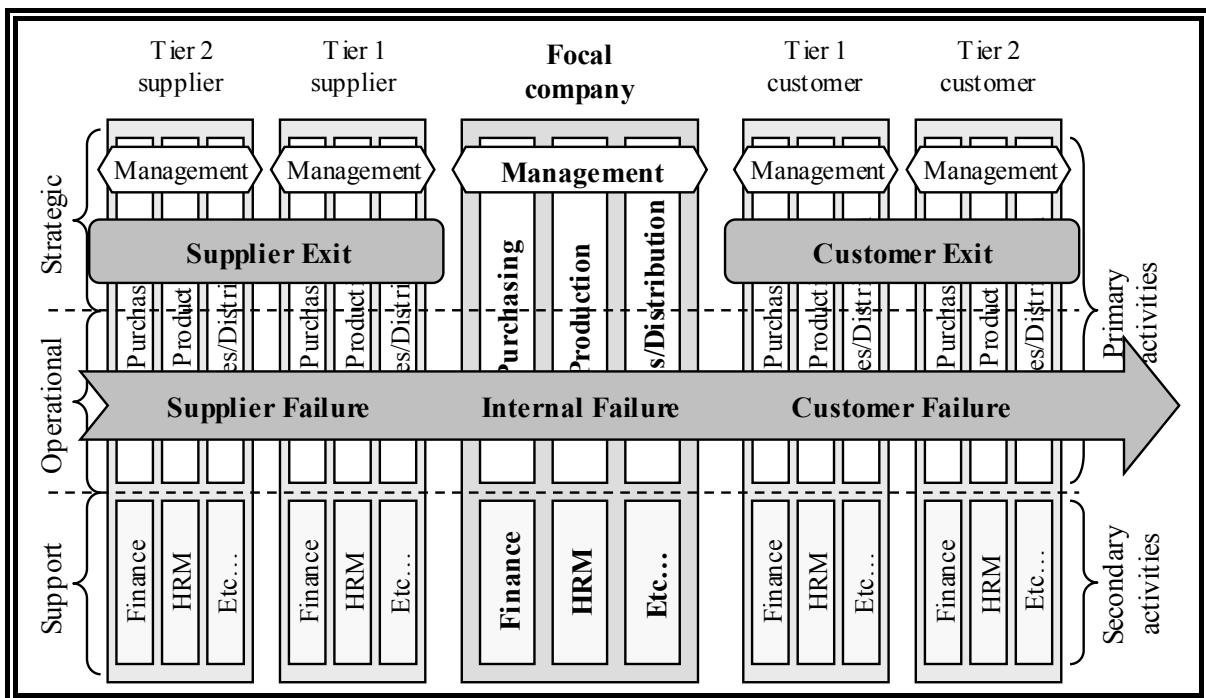 Tier 2
supplier
Tier 1
supplier
Focal
company
Tier 1
customer
Tier 2
customer
Strategic
Operational
Support
Management
Management
Management
Management
Management
Supplier Exit
Customer Exit
Purchas
Product
es/Distri
Purchas
Product
es/Distri
Purchasing
Production
s/Distribution
Purchas
Product
es/Distri
Purchas
Product
es/Distri
Supplier Failure
Internal Failure
Customer Failure
Finance
HRM
Etc…
Finance
HRM
Etc…
Finance
HRM
Etc…
Finance
HRM
Etc…
Finance
HRM
Etc…
Primary
activities
Secondary
activities